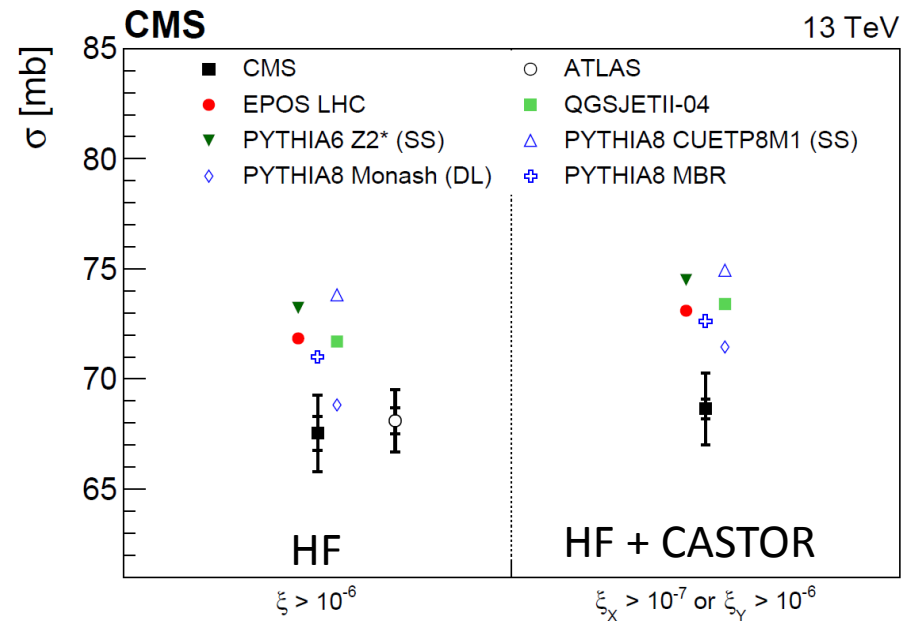 CMS 13 TeV
σ [mb]
85
80
75
70
65
CMS
ATLAS
EPOS LHC
QGSJETII-04
PYTHIA6 Z2* (SS)
PYTHIA8 CUETP8M1 (SS)
PYTHIA8 Monash (DL)
PYTHIA8 MBR
HF
HF + CASTOR
ξ > 10⁻⁶
ξ_X > 10⁻⁷ or ξ_Y > 10⁻⁶